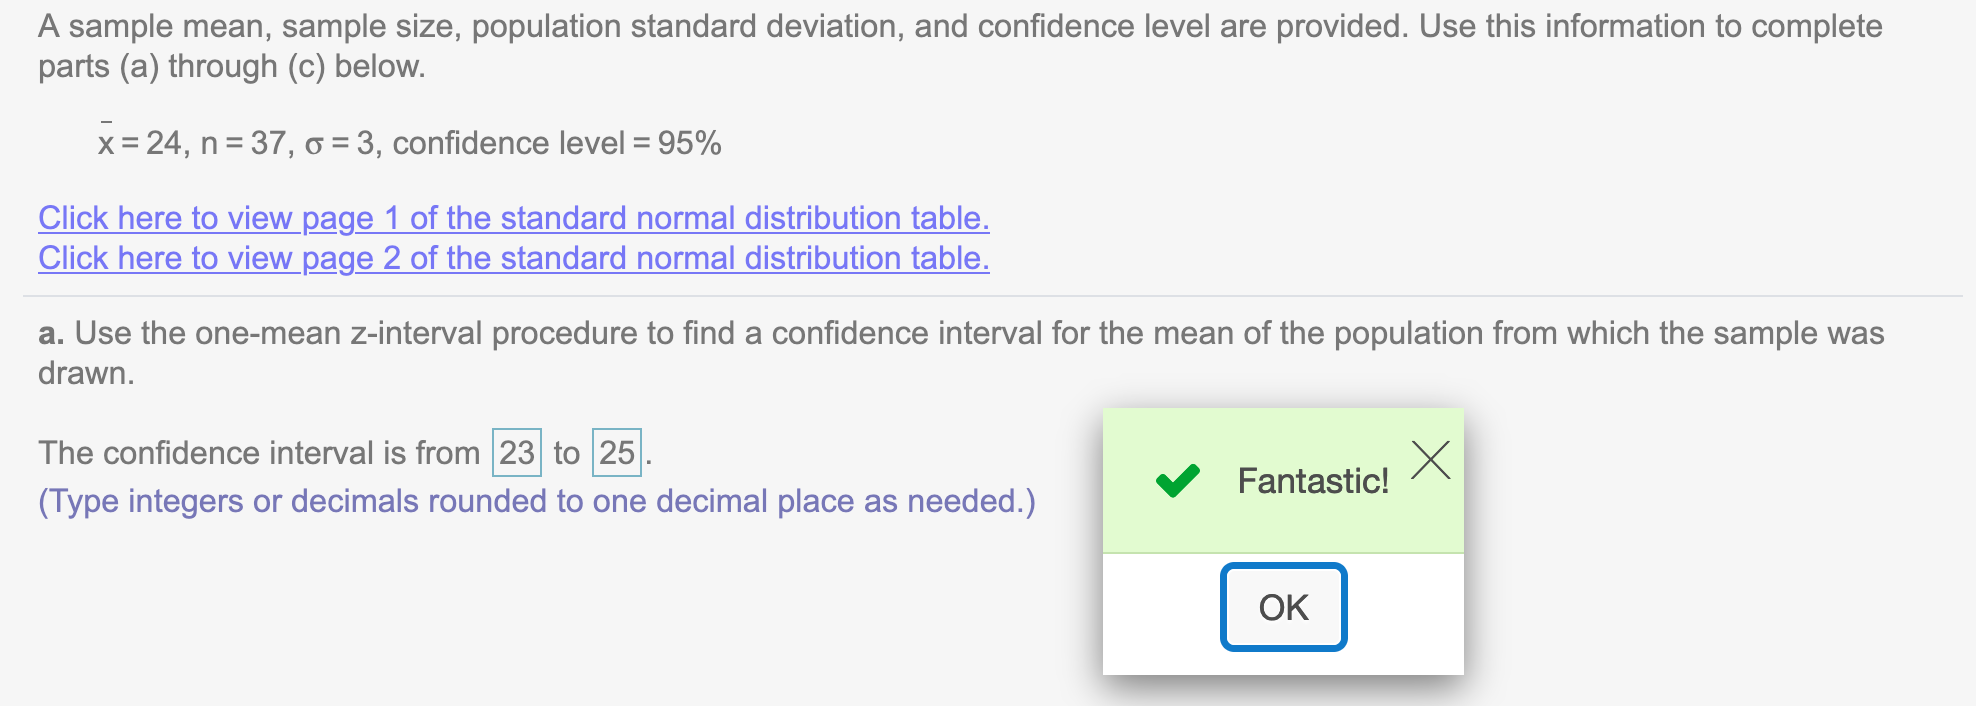 A sample mean, sample size, population standard deviation, and confidence level are provided. Use this information to complete
parts (a) through (c) below.
x̄ = 24, n = 37, σ = 3, confidence level = 95%
Click here to view page 1 of the standard normal distribution table.
Click here to view page 2 of the standard normal distribution table.
a. Use the one-mean z-interval procedure to find a confidence interval for the mean of the population from which the sample was
drawn.
The confidence interval is from 23 to 25.
(Type integers or decimals rounded to one decimal place as needed.)
Fantastic!
OK